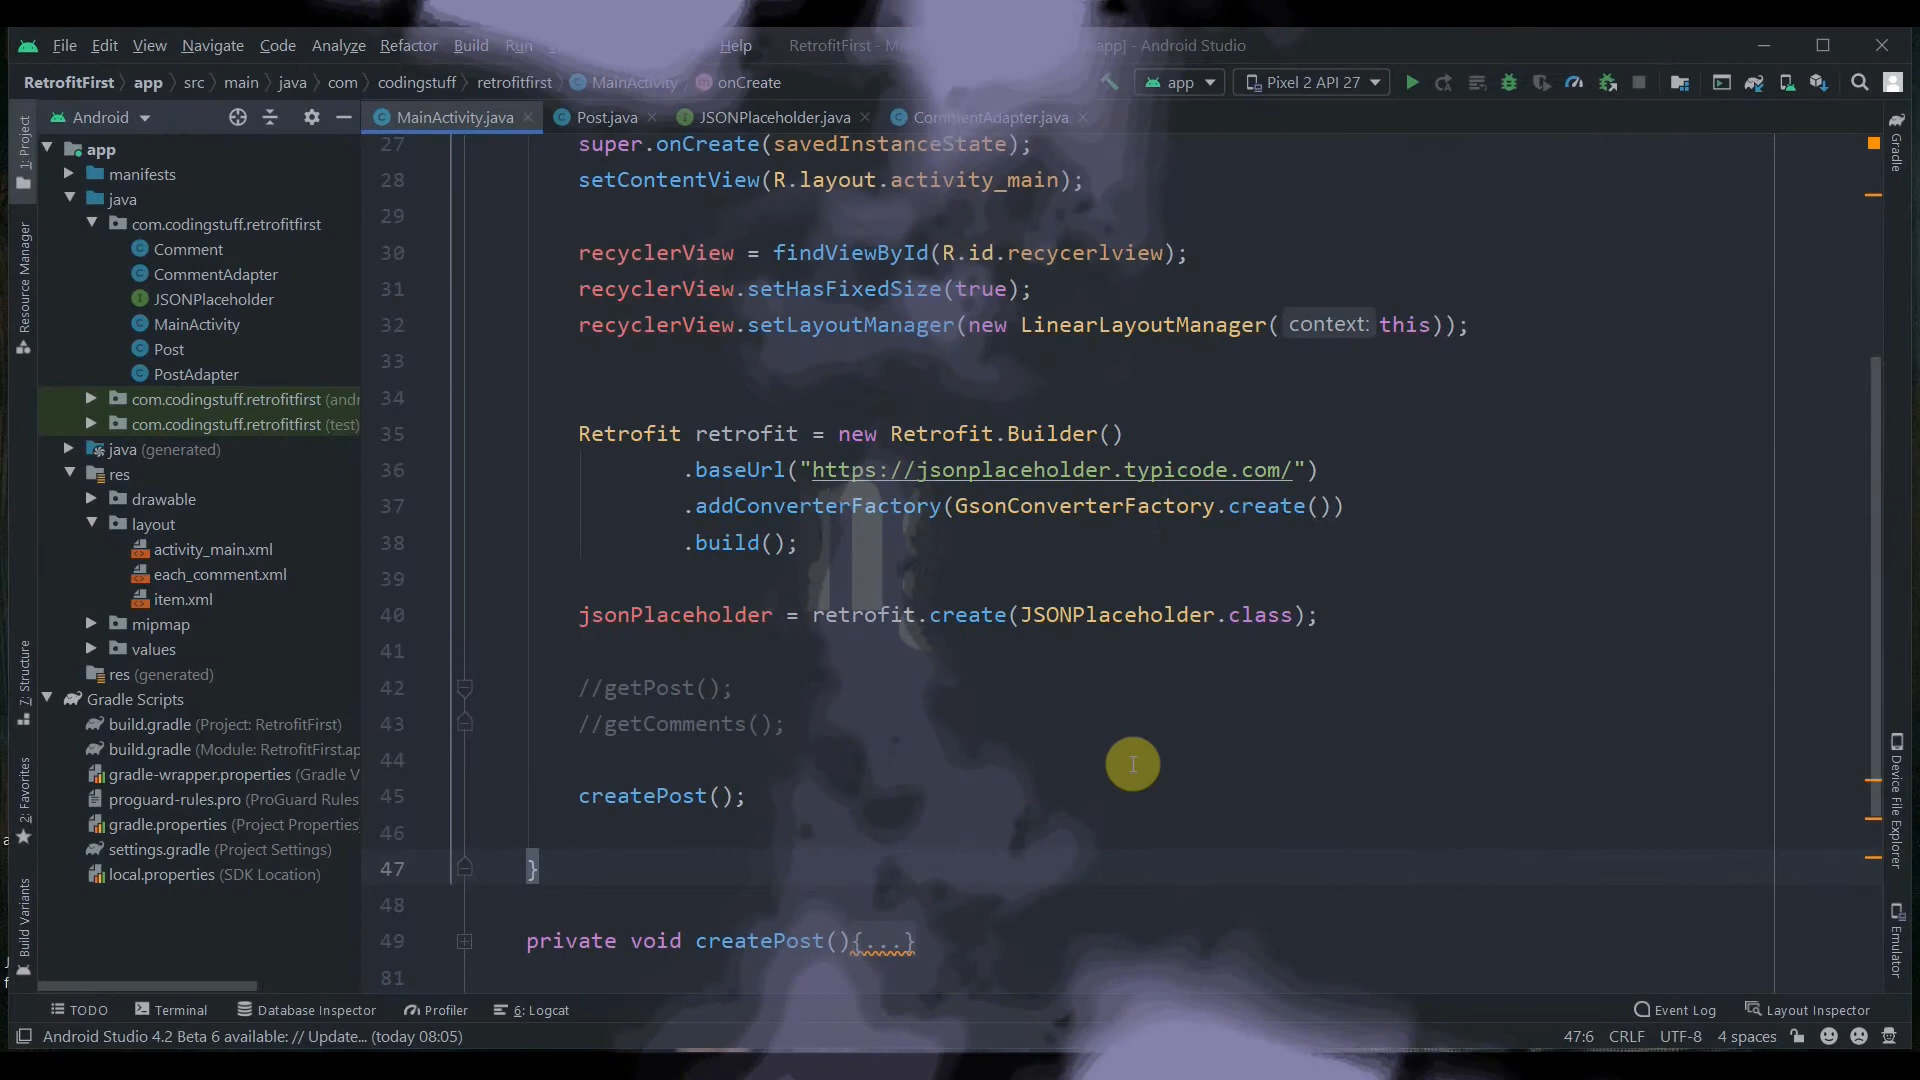 File Edit View Navigate Code Analyze Refactor Build Run Help RetrofitFirst - Ma app] - Android Studio
RetrofitFirst app src main java com codingstuff retrofitfirst MainActivity onCreate app Pixel 2 API 27
Android
MainActivity.java Post.java JSONPlaceholder.java CommentAdapter.java
1: Project
Resource Manager
7: Structure
2: Favorites
Build Variants
app
manifests
java
com.codingstuff.retrofitfirst
Comment
CommentAdapter
JSONPlaceholder
MainActivity
Post
PostAdapter
com.codingstuff.retrofitfirst (andr
com.codingstuff.retrofitfirst (test)
java (generated)
res
drawable
layout
activity_main.xml
each_comment.xml
item.xml
mipmap
values
res (generated)
Gradle Scripts
build.gradle (Project: RetrofitFirst)
build.gradle (Module: RetrofitFirst.ap
gradle-wrapper.properties (Gradle V
proguard-rules.pro (ProGuard Rules
gradle.properties (Project Properties
settings.gradle (Project Settings)
local.properties (SDK Location)
27 super.onCreate(savedInstanceState);
28 setContentView(R.layout.activity_main);
29
30 recyclerView = findViewById(R.id.recycerlview);
31 recyclerView.setHasFixedSize(true);
32 recyclerView.setLayoutManager(new LinearLayoutManager( context: this));
33
34
35 Retrofit retrofit = new Retrofit.Builder()
36 .baseUrl("https://jsonplaceholder.typicode.com/")
37 .addConverterFactory(GsonConverterFactory.create())
38 .build();
39
40 jsonPlaceholder = retrofit.create(JSONPlaceholder.class);
41
42 //getPost();
43 //getComments();
44
45 createPost();
46
47 }
48
49 private void createPost(){...}
81
Gradle
Device File Explorer
Emulator
TODO Terminal Database Inspector Profiler 6: Logcat Event Log Layout Inspector
Android Studio 4.2 Beta 6 available: // Update... (today 08:05) 47:6 CRLF UTF-8 4 spaces